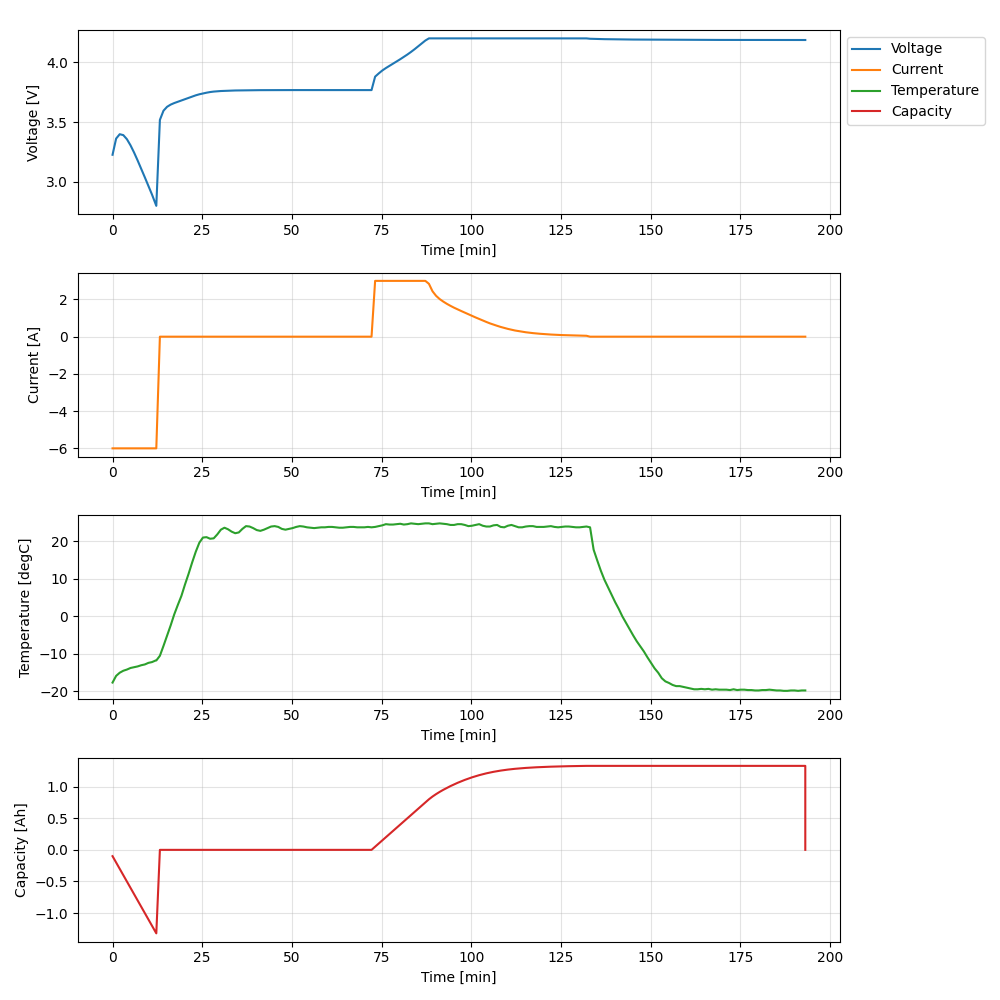 4.0
3.5
3.0
Voltage [V]
0 25 50 75 100 125 150 175 200
Time [min]
Voltage
Current
Temperature
Capacity
2
0
−2
−4
−6
Current [A]
0 25 50 75 100 125 150 175 200
Time [min]
20
10
0
−10
−20
Temperature [degC]
0 25 50 75 100 125 150 175 200
Time [min]
1.0
0.5
0.0
−0.5
−1.0
Capacity [Ah]
0 25 50 75 100 125 150 175 200
Time [min]